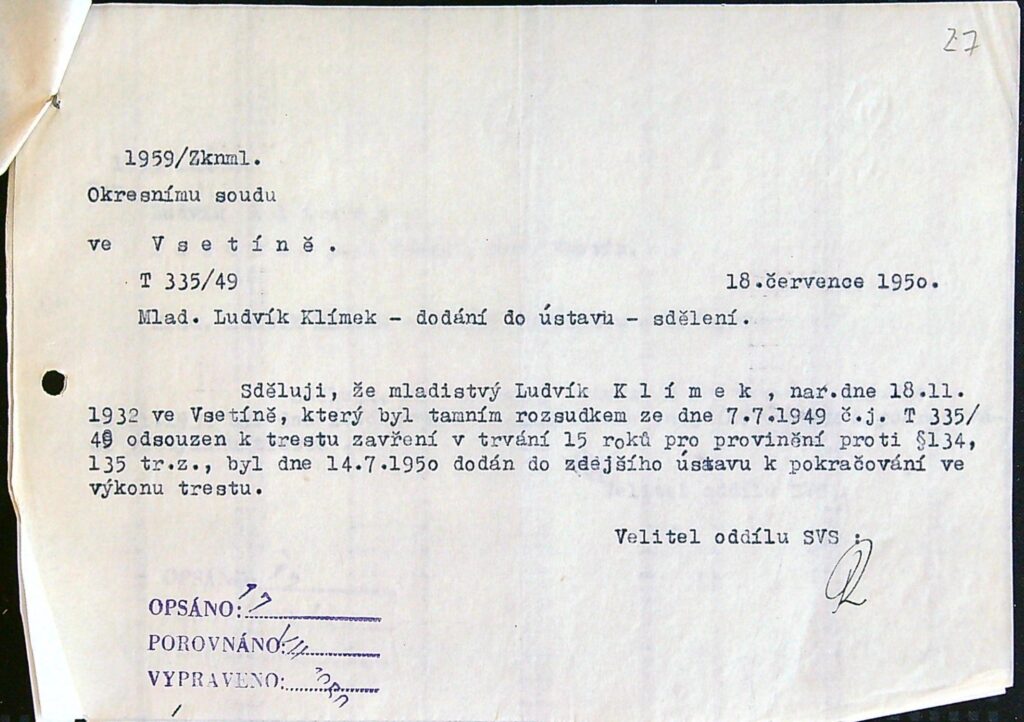 27
1959/Zknml.
Okresnímu soudu
ve V s e t í n ě .
T 335/49 18.července 195o.
Mlad. Ludvík Klímek - dodání do ústavu - sdělení.
Sděluji, že mladistvý Ludvík K l í m e k , nar.dne 18.11.
1932 ve Vsetíně, který byl tamním rozsudkem ze dne 7.7.1949 č.j. T 335/
49 odsouzen k trestu zavření v trvání 15 roků pro provinění proti §134,
135 tr.z., byl dne 14.7.195o dodán do zdejšího ústavu k pokračování ve
výkonu trestu.
Velitel oddílu SVS :
OPSÁNO:
POROVNÁNO:
VYPRAVENO: